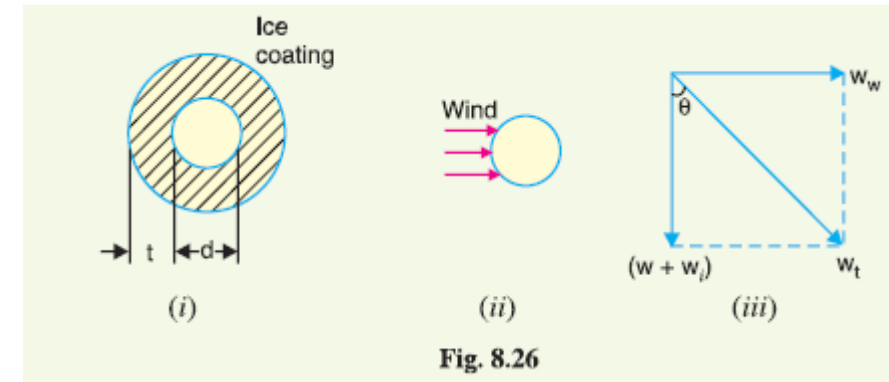 Ice
coating
t
d
(i)
Wind
(ii)
θ
w_w
(w + w_i)
w_t
(iii)
Fig. 8.26